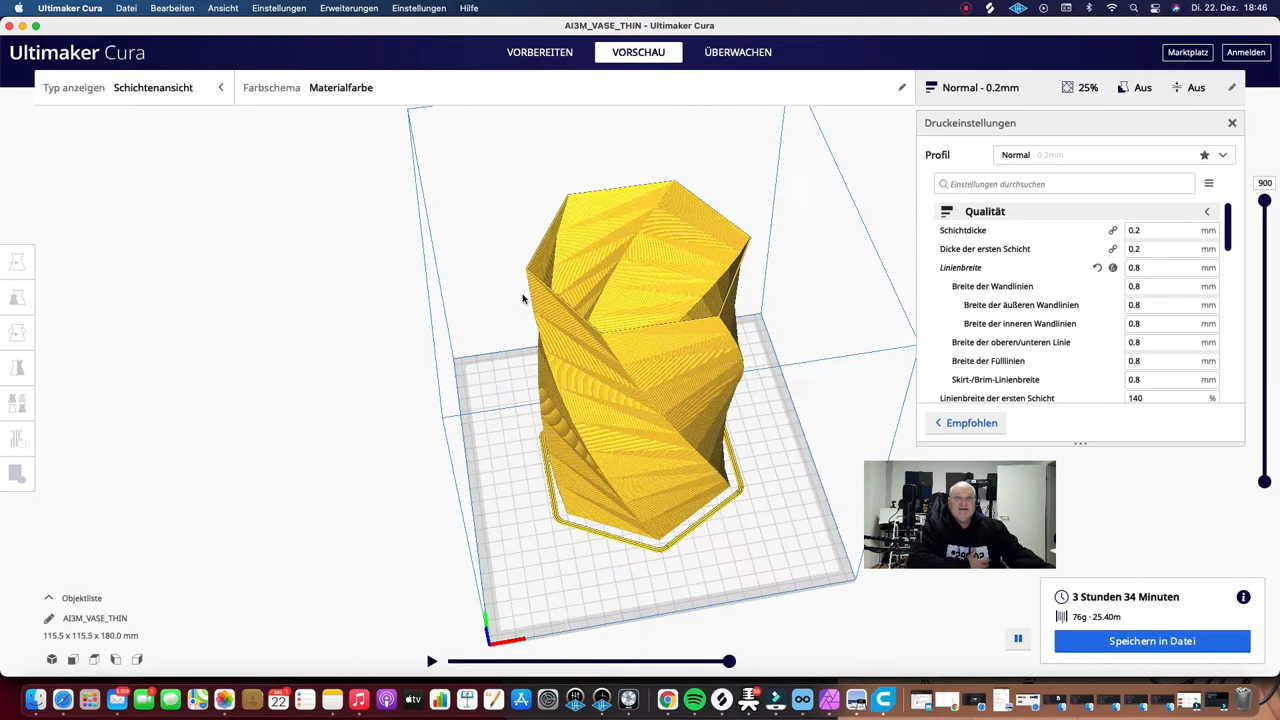 Ultimaker Cura Datei Bearbeiten Ansicht Einstellungen Erweiterungen Einstellungen Hilfe Di. 22. Dez. 18:46
AI3M_VASE_THIN - Ultimaker Cura
Ultimaker Cura VORBEREITEN VORSCHAU ÜBERWACHEN Marktplatz Anmelden
Typ anzeigen Schichtenansicht Farbschema Materialfarbe Normal - 0.2mm 25% Aus Aus
Druckeinstellungen
Profil Normal - 0.2mm
Einstellungen durchsuchen
900
Qualität
Schichtdicke 0.2 mm
Dicke der ersten Schicht 0.2 mm
Linienbreite 0.8 mm
Breite der Wandlinien 0.8 mm
Breite der äußeren Wandlinien 0.8 mm
Breite der inneren Wandlinien 0.8 mm
Breite der oberen/unteren Linie 0.8 mm
Breite der Fülllinien 0.8 mm
Skirt-/Brim-Linienbreite 0.8 mm
Linienbreite der ersten Schicht 140 %
Empfohlen
Objektliste
AI3M_VASE_THIN
115.5 x 115.5 x 180.0 mm
3 Stunden 34 Minuten
76g · 25.40m
Speichern in Datei
tv
22